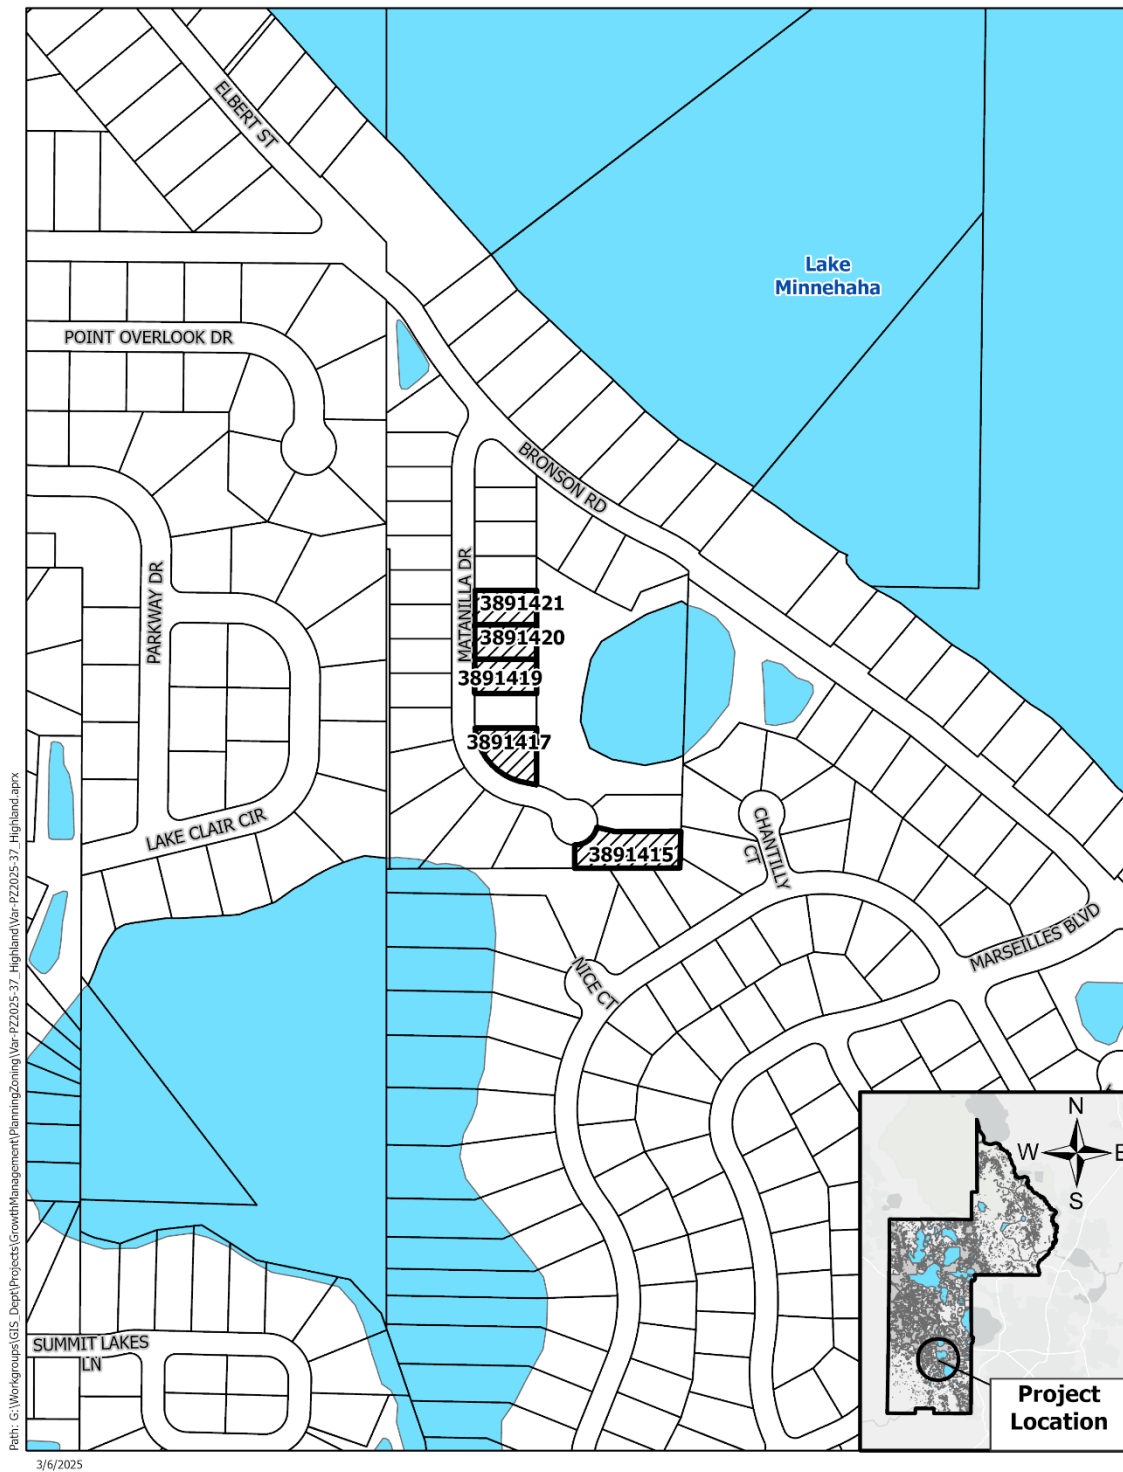 ELBERT ST
Lake
Minnehaha
POINT OVERLOOK DR
BRONSON RD
MATANILLA DR
PARKWAY DR
3891421
3891420
3891419
3891417
LAKE CLAIR CIR
3891415
CHANTILLY
CT
MARSEILLES BLVD
NICE CT
SUMMIT LAKES
LN
N
W
E
S
Project
Location
Path: G:\Workgroups\GIS_Dept\Projects\GrowthManagement\PlanningZoning\Var-PZ2025-37_Highland\Var-PZ2025-37_Highland.aprx
3/6/2025